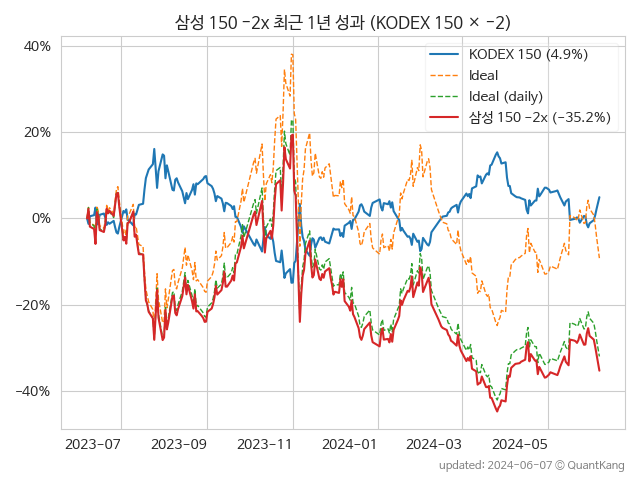 삼성 150 −2x 최근 1년 성과 (KODEX 150 × −2)
40%
20%
0%
−20%
−40%
KODEX 150 (4.9%)
Ideal
Ideal (daily)
삼성 150 −2x (−35.2%)
2023-07
2023-09
2023-11
2024-01
2024-03
2024-05
updated: 2024-06-07 © QuantKang